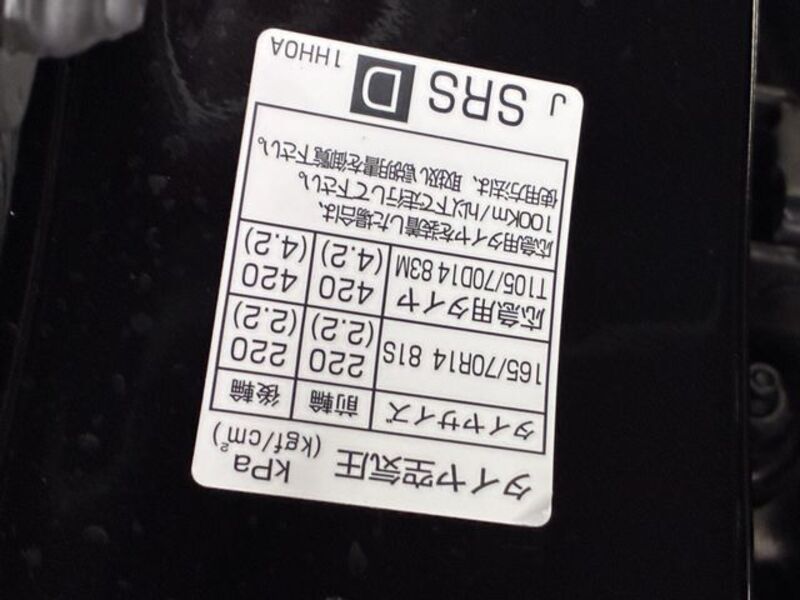 タイヤ空気圧 kPa (kgf/cm²)
タイヤサイズ 前輪 後輪
165/70R14 81S 220 (2.2) 220 (2.2)
応急用タイヤ T105/70D14 83M 420 (4.2) 420 (4.2)
応急用タイヤを装着した場合は、
100Km/h以下で走行して下さい。
使用方法は、取扱説明書を御覧下さい。
J SRS D 1HH0A